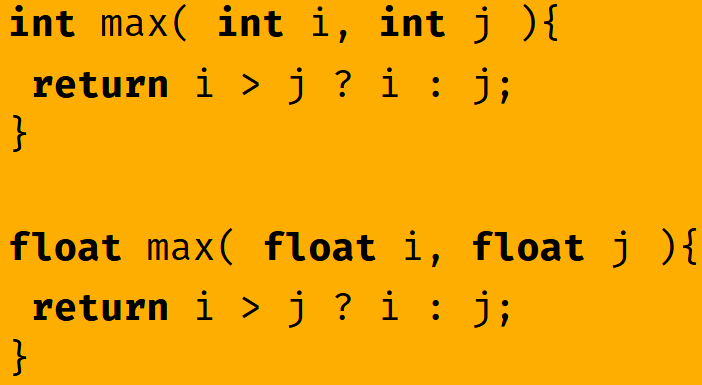 int max( int i, int j ){
return i > j ? i : j;
}
float max( float i, float j ){
return i > j ? i : j;
}